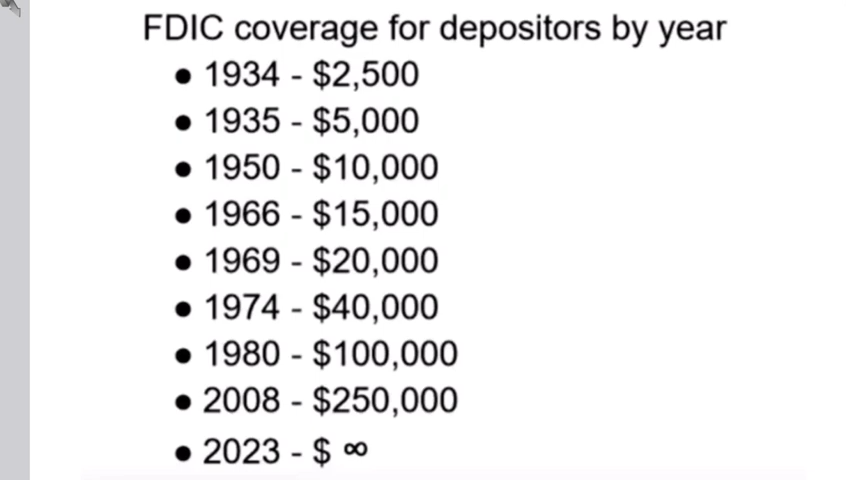 FDIC coverage for depositors by year
● 1934 - $2,500
● 1935 - $5,000
● 1950 - $10,000
● 1966 - $15,000
● 1969 - $20,000
● 1974 - $40,000
● 1980 - $100,000
● 2008 - $250,000
● 2023 - $ ∞